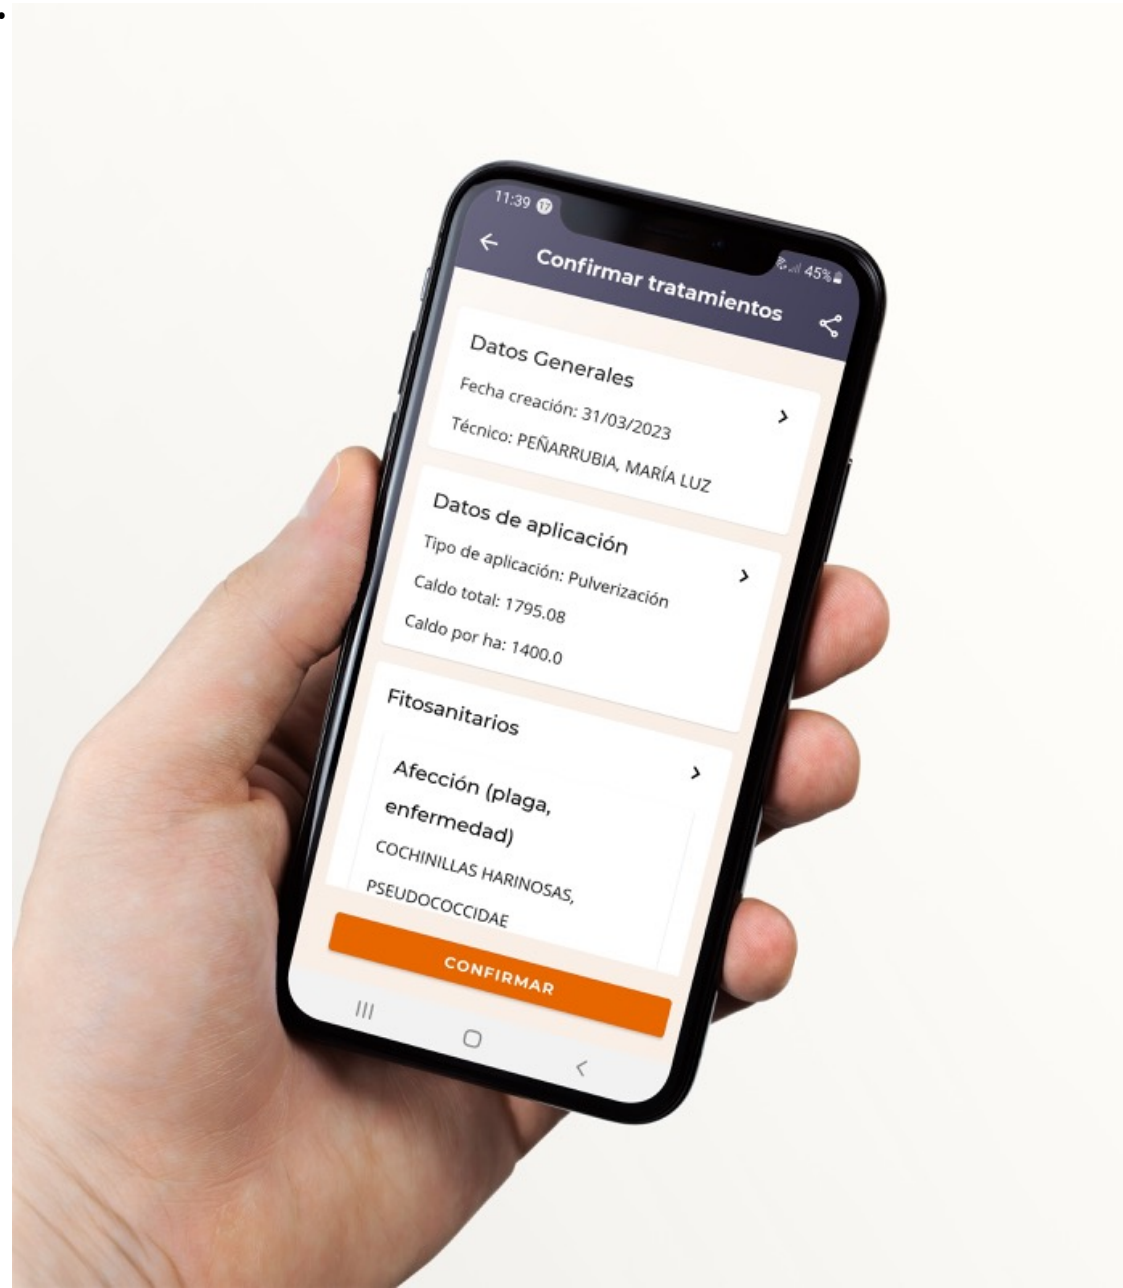 11:39 17
45%
Confirmar tratamientos
Datos Generales
Fecha creación: 31/03/2023
Técnico: PEÑARRUBIA, MARÍA LUZ
Datos de aplicación
Tipo de aplicación: Pulverización
Caldo total: 1795.08
Caldo por ha: 1400.0
Fitosanitarios
Afección (plaga,
enfermedad)
COCHINILLAS HARINOSAS,
PSEUDOCOCCIDAE
CONFIRMAR